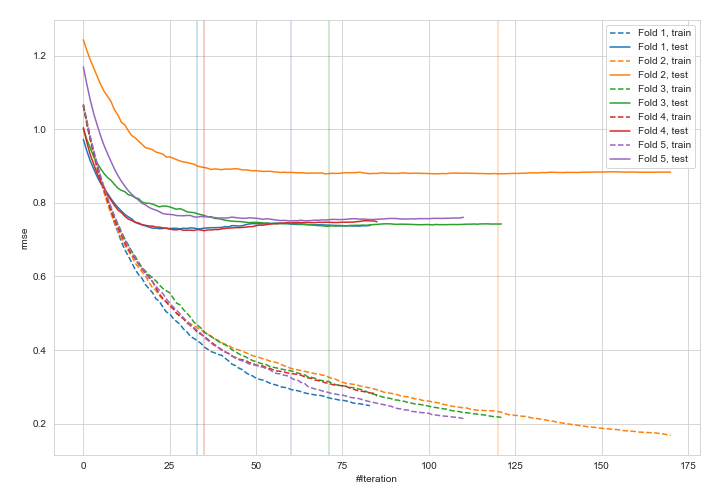 1.2
1.0
0.8
0.6
0.4
0.2
rmse
0
25
50
75
100
125
150
175
#Iteration
Fold 1, train
Fold 1, test
Fold 2, train
Fold 2, test
Fold 3, train
Fold 3, test
Fold 4, train
Fold 4, test
Fold 5, train
Fold 5, test